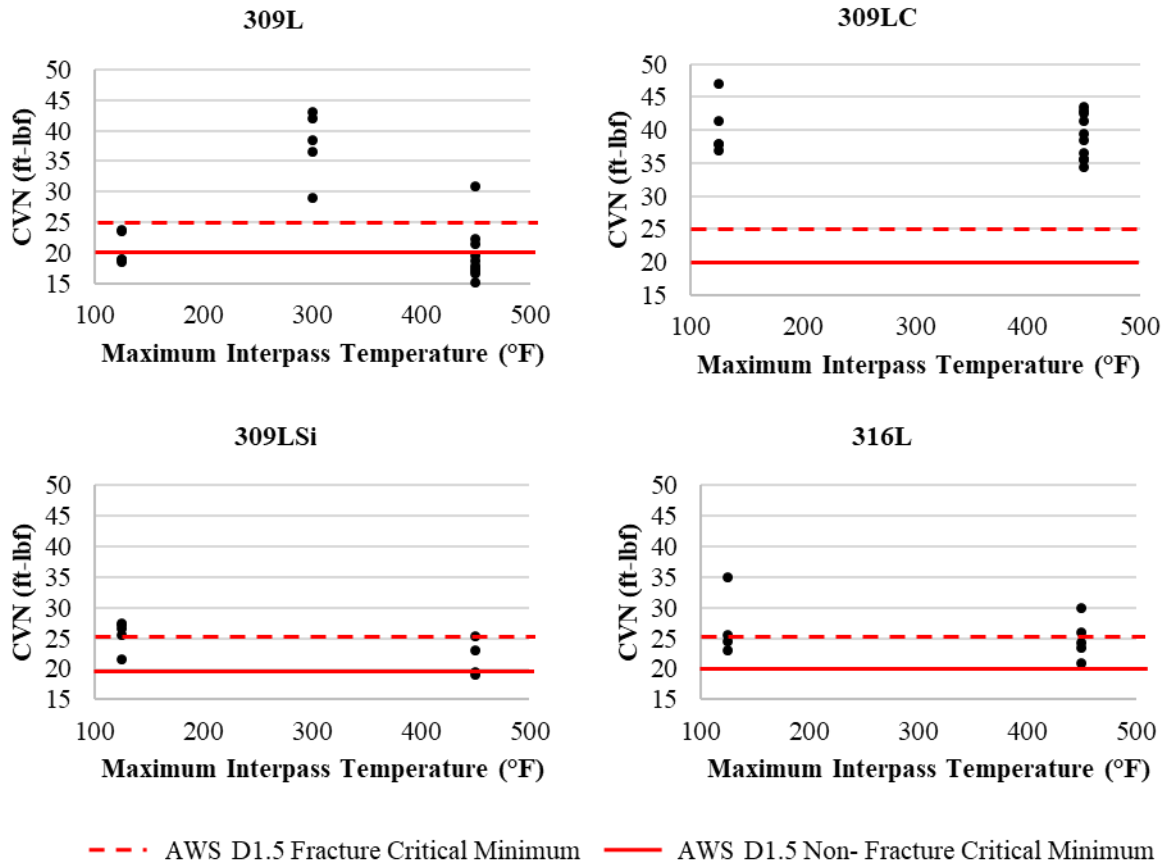 309L
50
45
40
35
30
25
20
15
CVN (ft-lbf)
100 200 300 400 500
Maximum Interpass Temperature (°F)
309LC
50
45
40
35
30
25
20
15
CVN (ft-lbf)
100 200 300 400 500
Maximum Interpass Temperature (°F)
309LSi
50
45
40
35
30
25
20
15
CVN (ft-lbf)
100 200 300 400 500
Maximum Interpass Temperature (°F)
316L
50
45
40
35
30
25
20
15
CVN (ft-lbf)
100 200 300 400 500
Maximum Interpass Temperature (°F)
AWS D1.5 Fracture Critical Minimum
AWS D1.5 Non- Fracture Critical Minimum